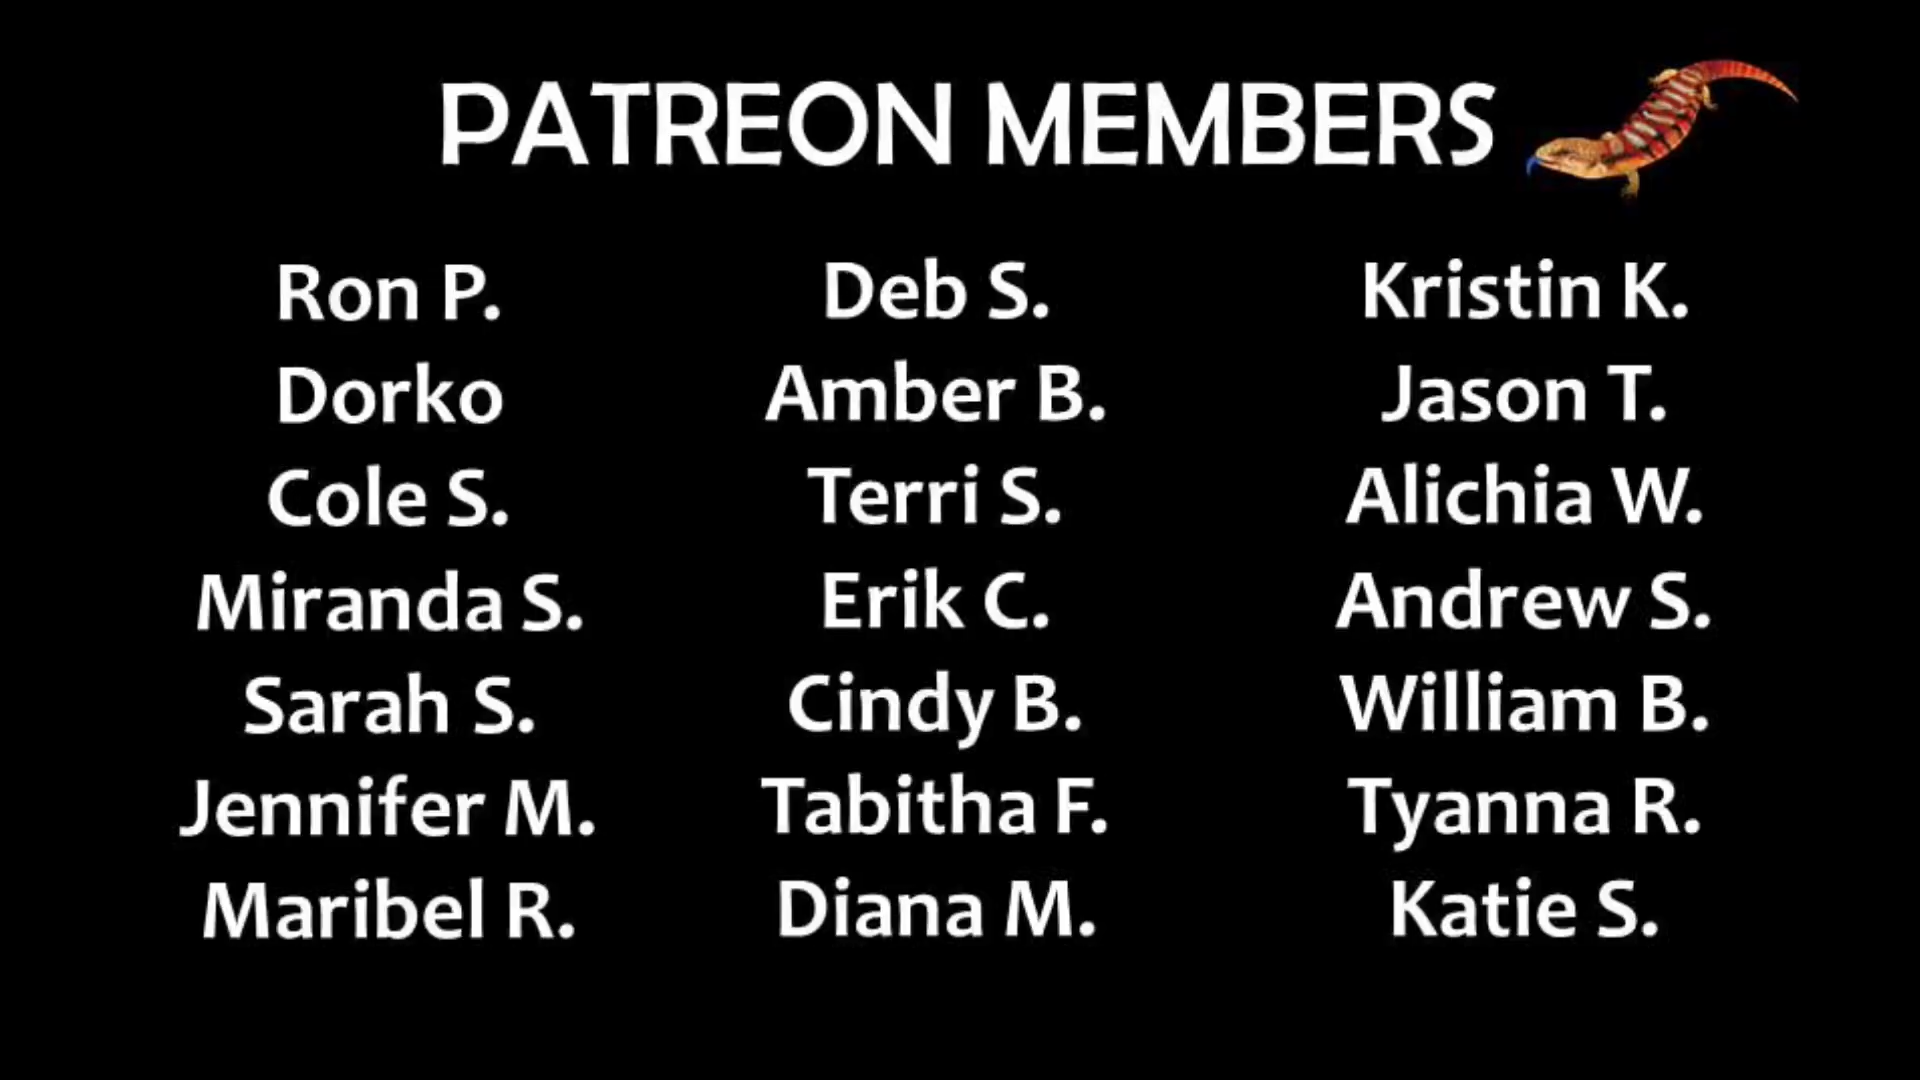 PATREON MEMBERS
Ron P.
Dorko
Cole S.
Miranda S.
Sarah S.
Jennifer M.
Maribel R.
Deb S.
Amber B.
Terri S.
Erik C.
Cindy B.
Tabitha F.
Diana M.
Kristin K.
Jason T.
Alichia W.
Andrew S.
William B.
Tyanna R.
Katie S.